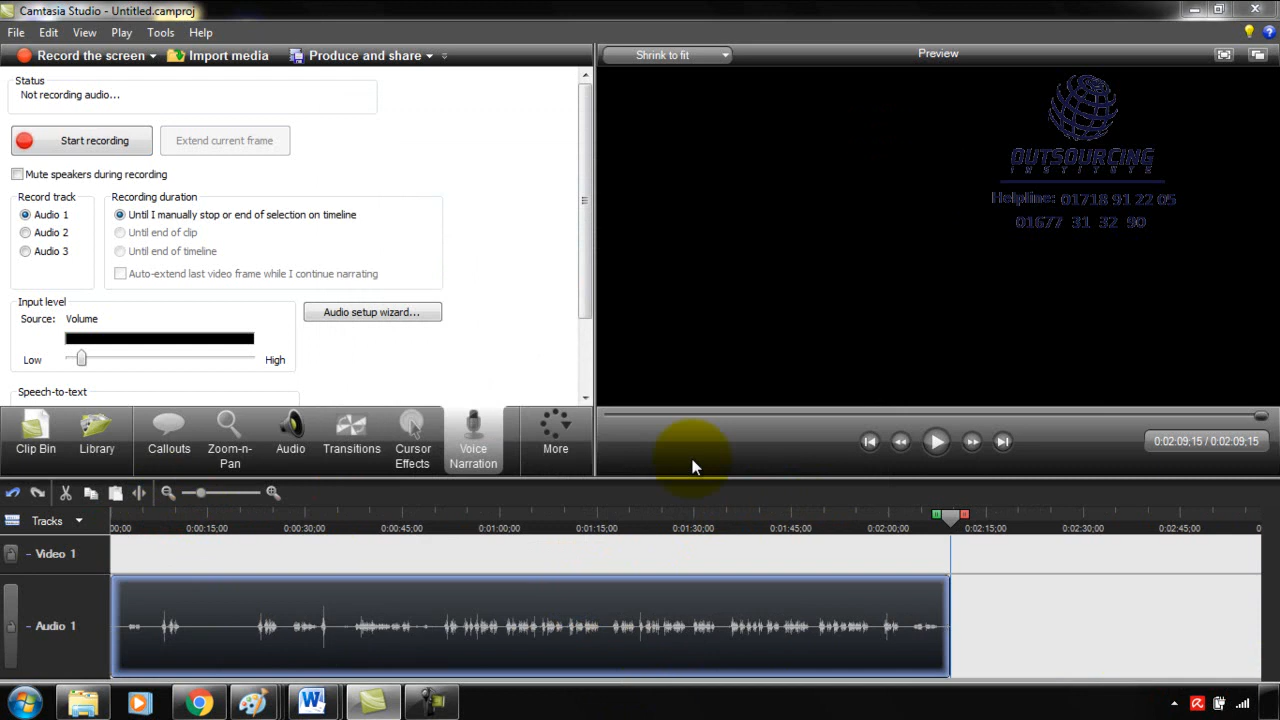 Camtasia Studio - Untitled.camproj
File Edit View Play Tools Help
Record the screen Import media Produce and share
Shrink to fit
Preview
Status
Not recording audio...
Start recording
Extend current frame
Mute speakers during recording
Record track
Audio 1
Audio 2
Audio 3
Recording duration
Until I manually stop or end of selection on timeline
Until end of clip
Until end of timeline
Auto-extend last video frame while I continue narrating
Input level
Source: Volume
Low High
Audio setup wizard...
Speech-to-text
OUTSOURCING
INSTITUTE
Helpline: 01718 91 22 05
01677 31 32 90
Clip Bin
Library
Callouts
Zoom-n-
Pan
Audio
Transitions
Cursor
Effects
Voice
Narration
More
0:02:09;15 / 0:02:09;15
Tracks
00;00 0:00:15;00 0:00:30;00 0:00:45;00 0:01:00;00 0:01:15;00 0:01:30;00 0:01:45;00 0:02:00;00 0:02:15;00 0:02:30;00 0:02:45;00
Video 1
Audio 1